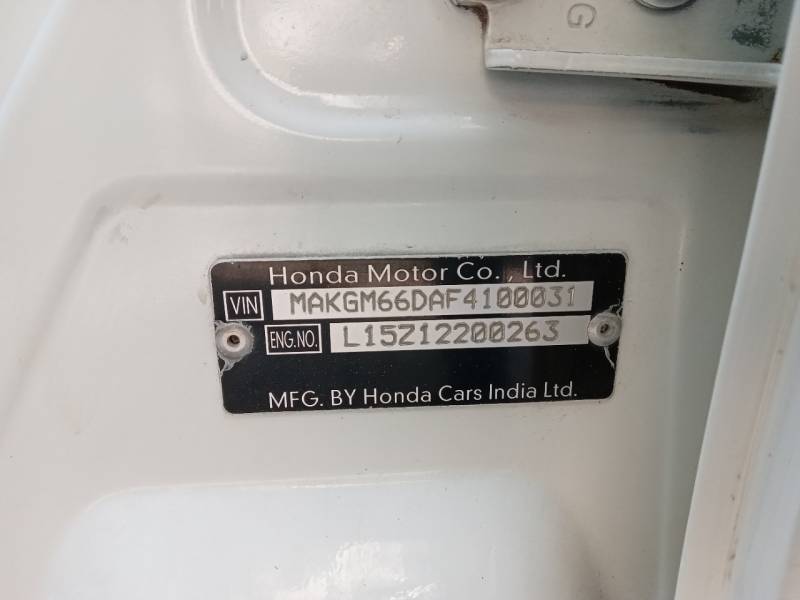 G
Honda Motor Co., Ltd.
VIN MAKGM66DAF4100031
ENG.NO. L15Z12200263
MFG. BY Honda Cars India Ltd.